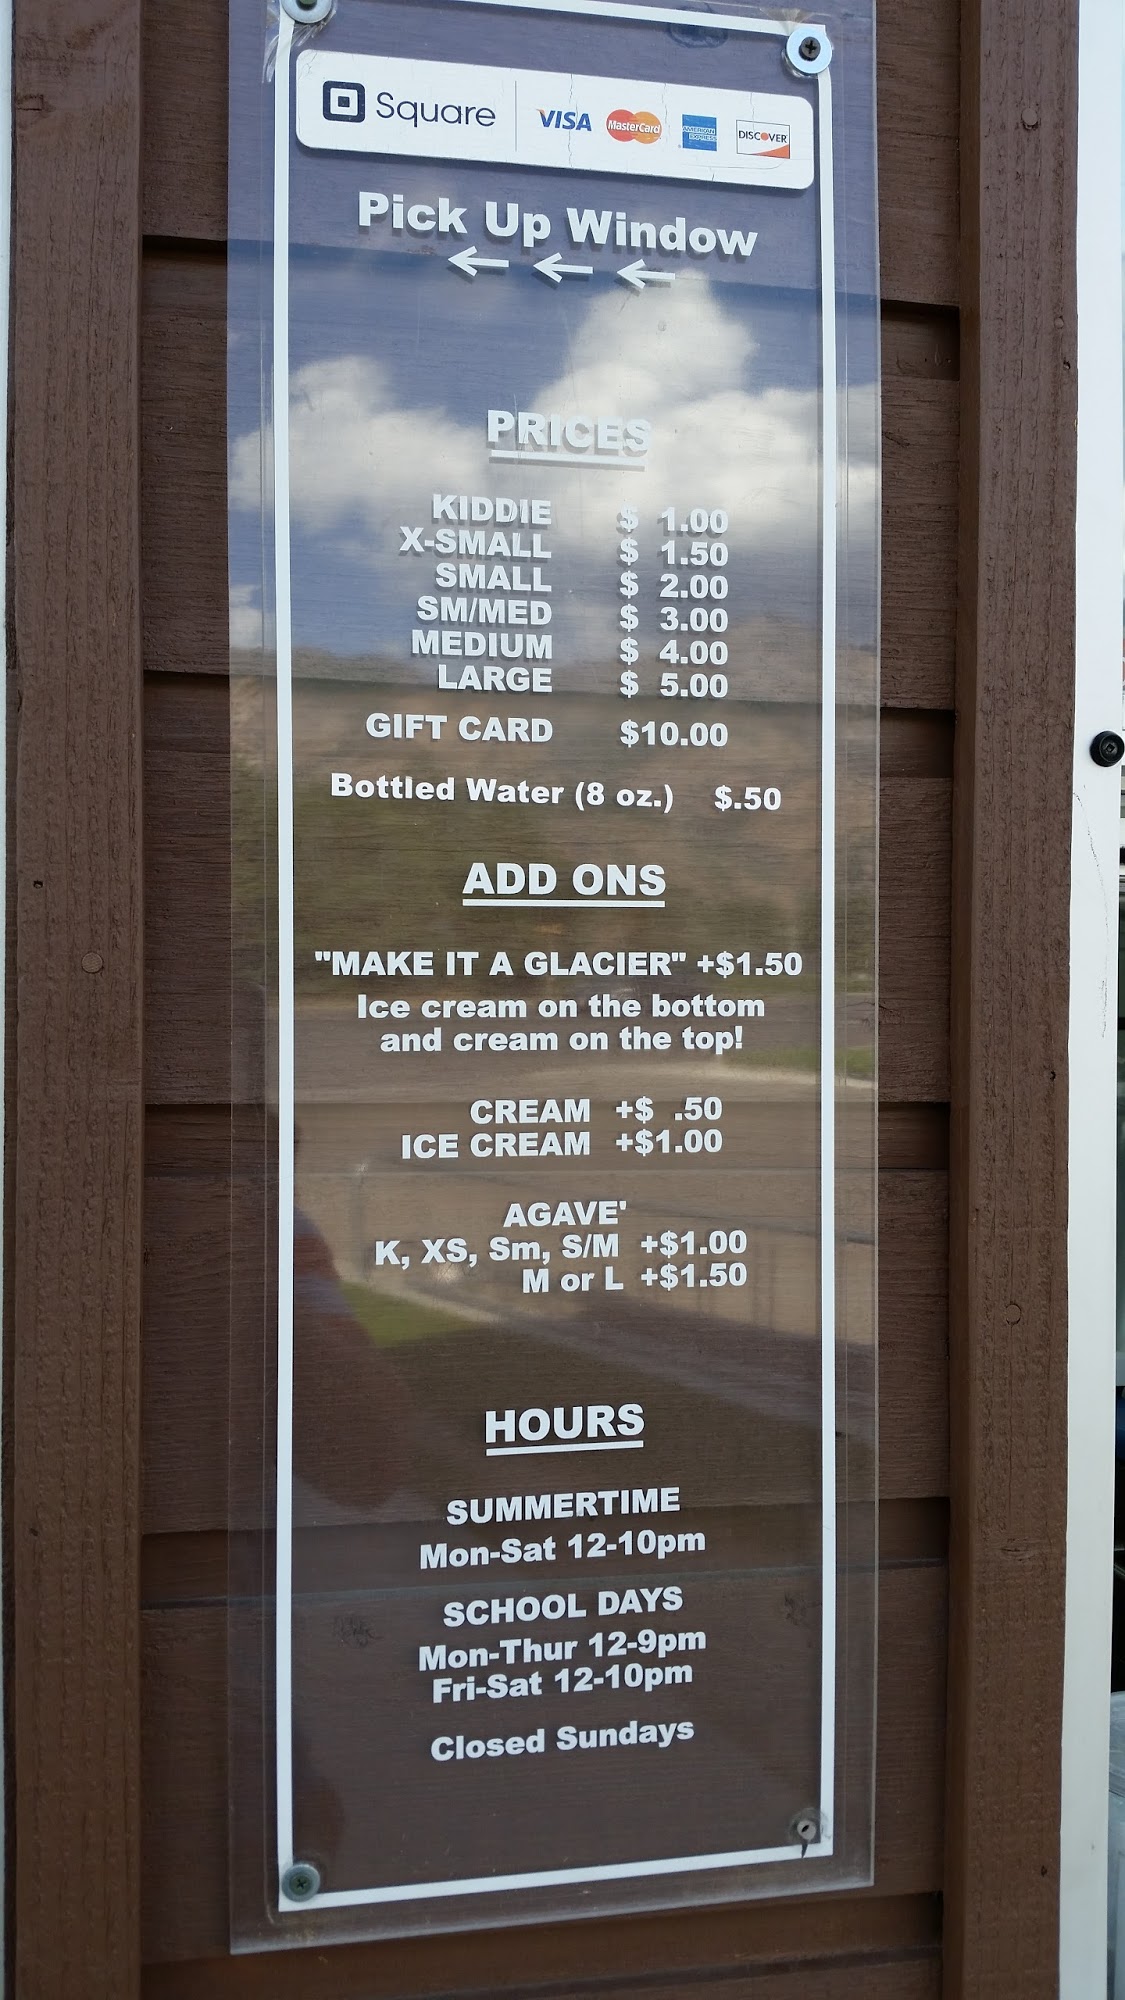 Square VISA MasterCard AMERICAN EXPRESS DISCOVER
Pick Up Window
← ← ←
PRICES
KIDDIE $ 1.00
X-SMALL $ 1.50
SMALL $ 2.00
SM/MED $ 3.00
MEDIUM $ 4.00
LARGE $ 5.00
GIFT CARD $10.00
Bottled Water (8 oz.) $.50
ADD ONS
"MAKE IT A GLACIER" +$1.50
Ice cream on the bottom
and cream on the top!
CREAM +$ .50
ICE CREAM +$1.00
AGAVE'
K, XS, Sm, S/M +$1.00
M or L +$1.50
HOURS
SUMMERTIME
Mon-Sat 12-10pm
SCHOOL DAYS
Mon-Thur 12-9pm
Fri-Sat 12-10pm
Closed Sundays